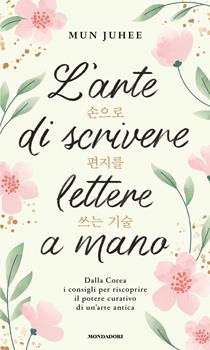 MUN JUHEE
L'arte
손으로
di scrivere
편지를
lettere
쓰는 기술
a mano
Dalla Corea
i consigli per riscoprire
il potere curativo
di un'arte antica
MONDADORI